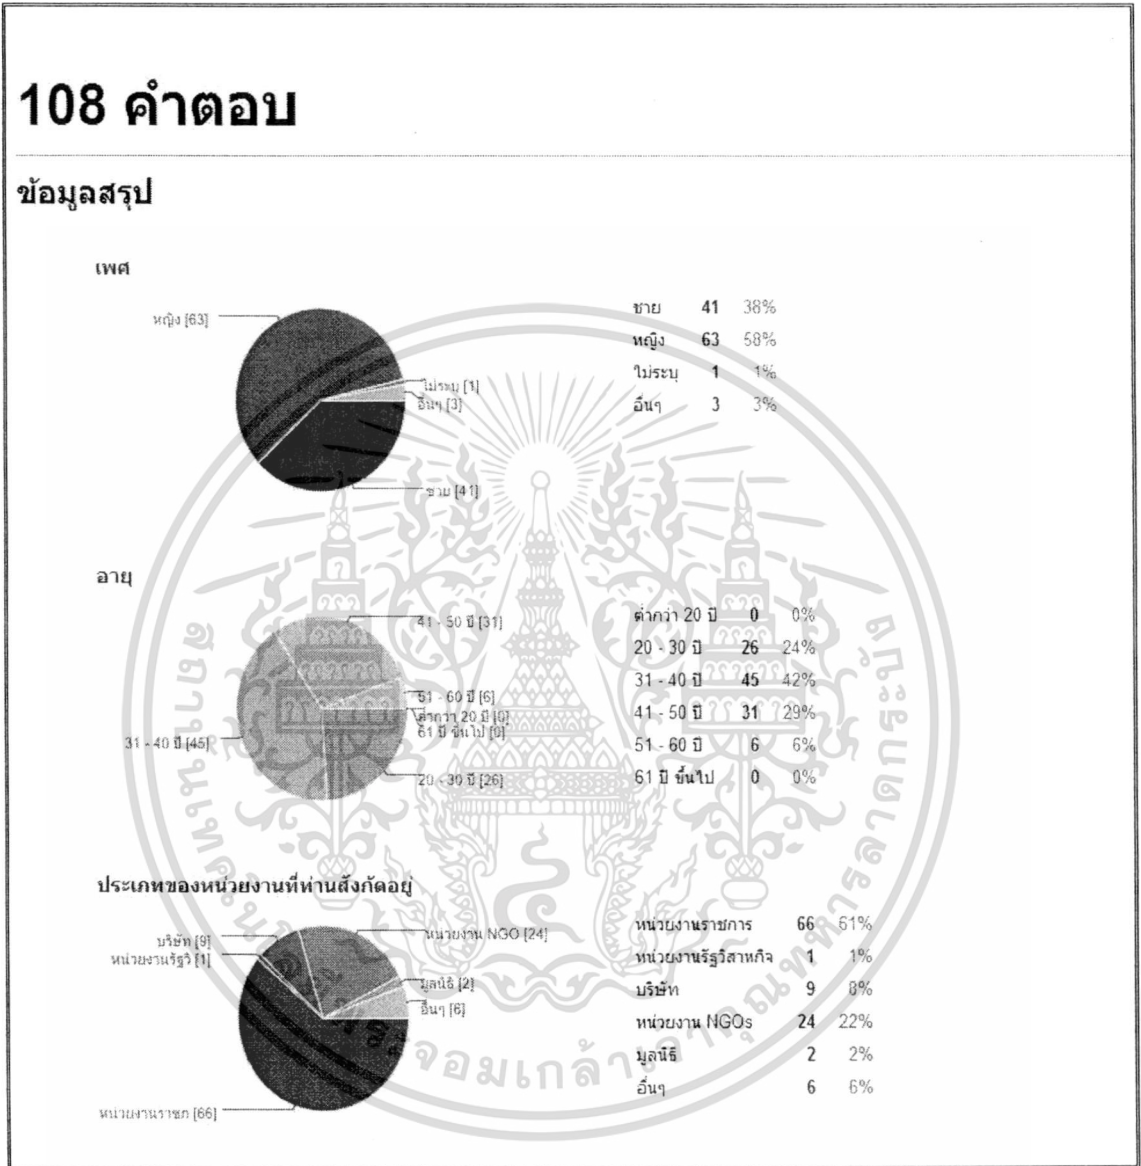 108 คำตอบ
ข้อมูลสรุป
เพศ
หญิง [63]
ไม่ระบุ [1]
อื่นๆ [3]
ชาย [41]
ชาย 41 38%
หญิง 63 58%
ไม่ระบุ 1 1%
อื่นๆ 3 3%
อายุ
41 - 50 ปี [31]
51 - 60 ปี [6]
ต่ำกว่า 20 ปี [0]
61 ปี ขึ้นไป [0]
31 - 40 ปี [45]
20 - 30 ปี [26]
ต่ำกว่า 20 ปี 0 0%
20 - 30 ปี 26 24%
31 - 40 ปี 45 42%
41 - 50 ปี 31 29%
51 - 60 ปี 6 6%
61 ปี ขึ้นไป 0 0%
ประเภทของหน่วยงานที่ท่านสังกัดอยู่
หน่วยงาน NGO [24]
บริษัท [9]
หน่วยงานรัฐวิ [1]
มูลนิธิ [2]
อื่นๆ [6]
หน่วยงานราชก [66]
หน่วยงานราชการ 66 61%
หน่วยงานรัฐวิสาหกิจ 1 1%
บริษัท 9 8%
หน่วยงาน NGOs 24 22%
มูลนิธิ 2 2%
อื่นๆ 6 6%